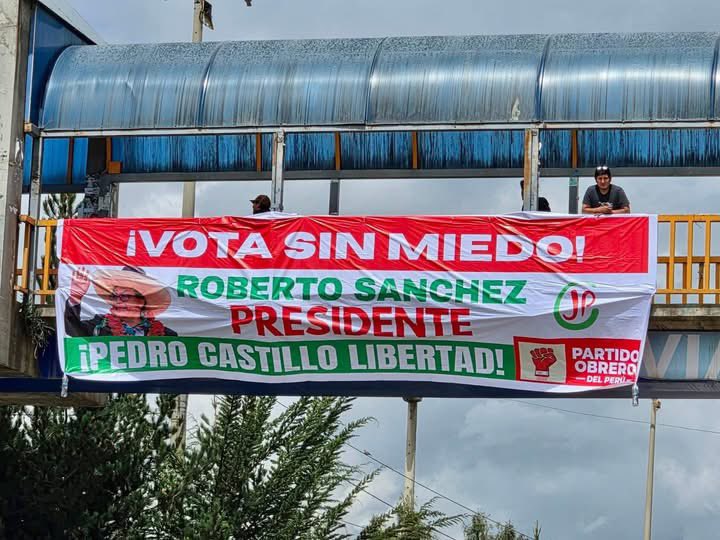 ¡VOTA SIN MIEDO!
ROBERTO SANCHEZ
PRESIDENTE
JP
¡PEDRO CASTILLO LIBERTAD!
PARTIDO
OBRERO
DEL PERÚ